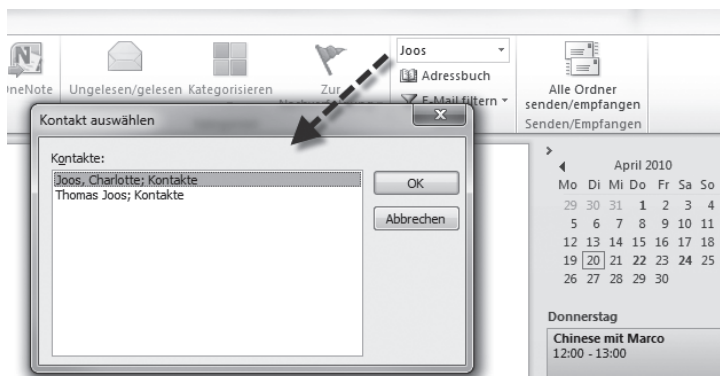 Joos
Adressbuch
E-Mail filtern
OneNote
Ungelesen/gelesen
Kategorisieren
Zur
Alle Ordner
senden/empfangen
Senden/Empfangen
Kontakt auswählen
Kontakte:
Joos, Charlotte; Kontakte
Thomas Joos; Kontakte
OK
Abbrechen
April 2010
Mo Di Mi Do Fr Sa So
29 30 31 1 2 3 4
5 6 7 8 9 10 11
12 13 14 15 16 17 18
19 20 21 22 23 24 25
26 27 28 29 30
Donnerstag
Chinese mit Marco
12:00 - 13:00